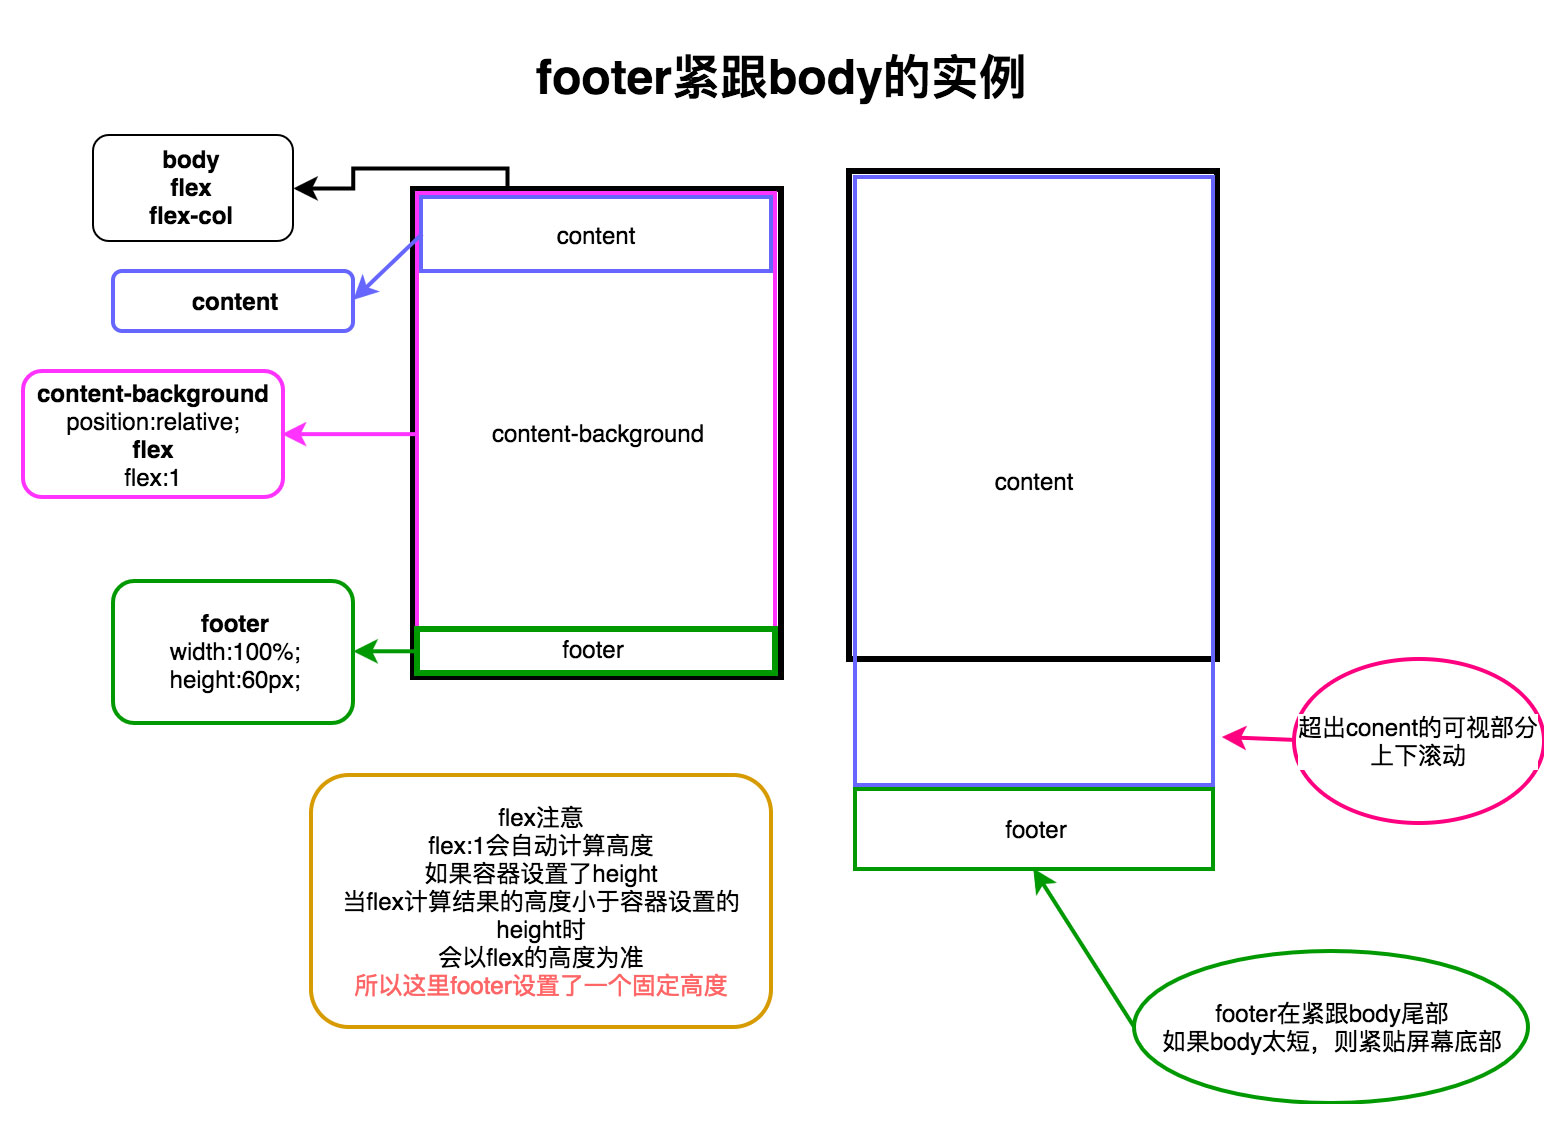 footer紧跟body的实例
body
flex
flex-col
content
content
content-background
position:relative;
flex
flex:1
content-background
footer
width:100%;
height:60px;
footer
content
超出conent的可视部分
上下滚动
footer
flex注意
flex:1会自动计算高度
如果容器设置了height
当flex计算结果的高度小于容器设置的
height时
会以flex的高度为准
所以这里footer设置了一个固定高度
footer在紧跟body尾部
如果body太短，则紧贴屏幕底部